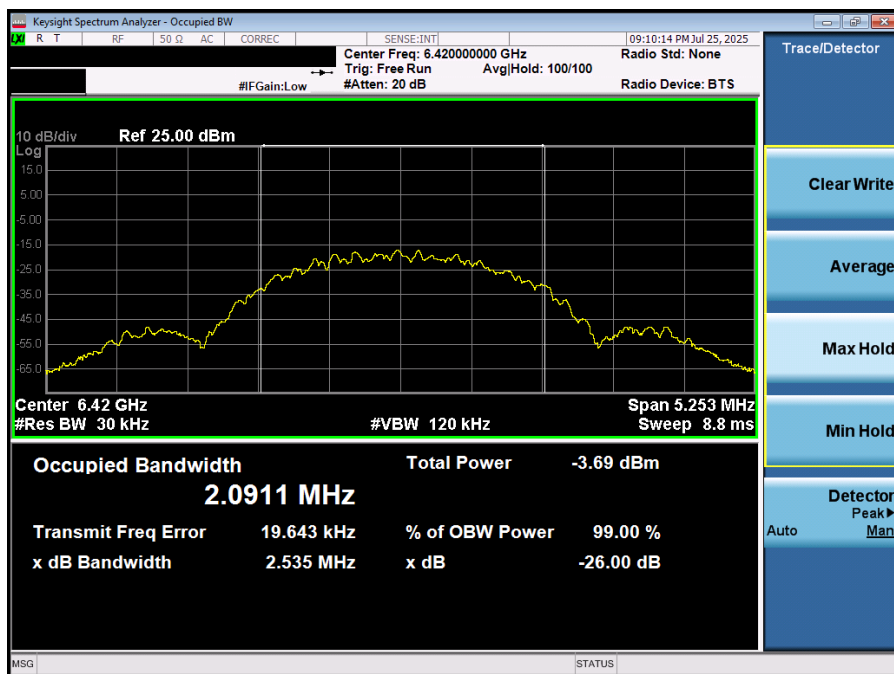 Keysight Spectrum Analyzer - Occupied BW
LXI R T RF 50 Ω AC CORREC SENSE:INT 09:10:14 PM Jul 25, 2025
Center Freq: 6.420000000 GHz Radio Std: None
Trig: Free Run Avg|Hold: 100/100
#IFGain:Low #Atten: 20 dB Radio Device: BTS
Trace/Detector
10 dB/div Ref 25.00 dBm
Log
15.0
5.00
-5.00
-15.0
-25.0
-35.0
-45.0
-55.0
-65.0
Center 6.42 GHz Span 5.253 MHz
#Res BW 30 kHz #VBW 120 kHz Sweep 8.8 ms
Occupied Bandwidth Total Power -3.69 dBm
2.0911 MHz
Transmit Freq Error 19.643 kHz % of OBW Power 99.00 %
x dB Bandwidth 2.535 MHz x dB -26.00 dB
Clear Write
Average
Max Hold
Min Hold
Detector
Peak▶
Auto Man
MSG STATUS